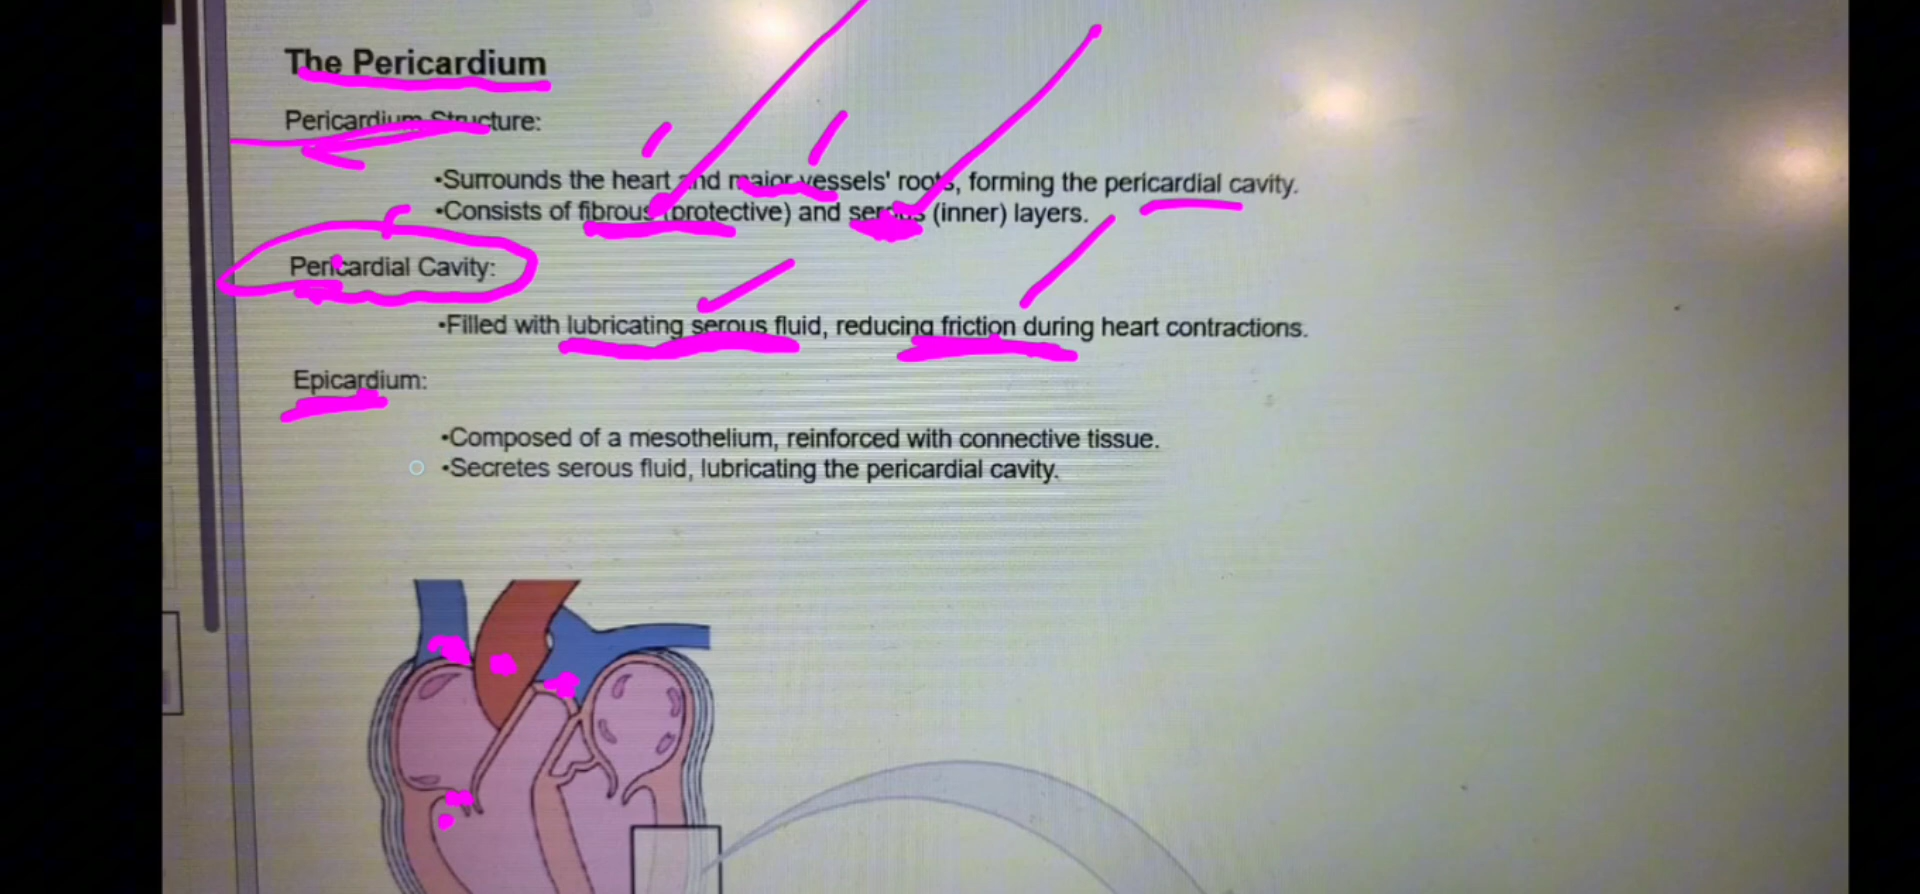 The Pericardium
Pericardium Structure:
•Surrounds the heart and major vessels' roots, forming the pericardial cavity.
•Consists of fibrous (protective) and serous (inner) layers.
Pericardial Cavity:
•Filled with lubricating serous fluid, reducing friction during heart contractions.
Epicardium:
•Composed of a mesothelium, reinforced with connective tissue.
•Secretes serous fluid, lubricating the pericardial cavity.